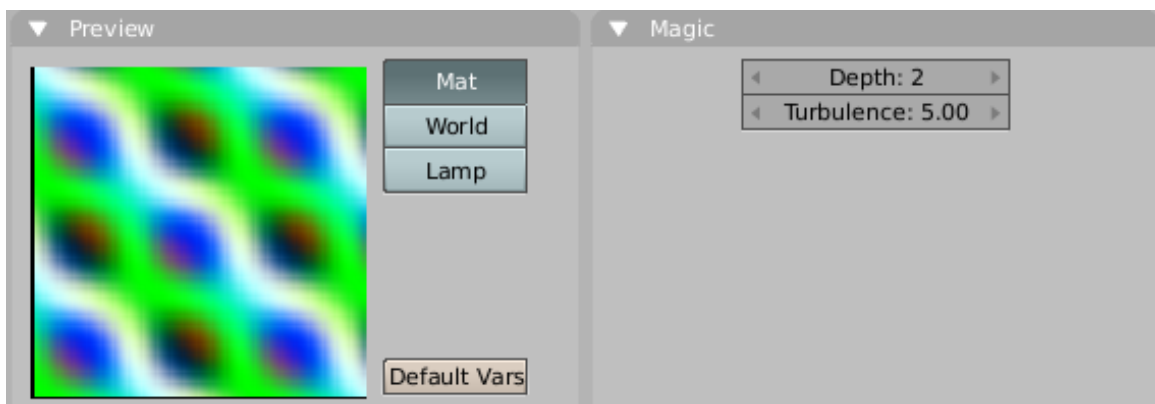 Preview
Mat
World
Lamp
Default Vars
Magic
Depth: 2
Turbulence: 5.00